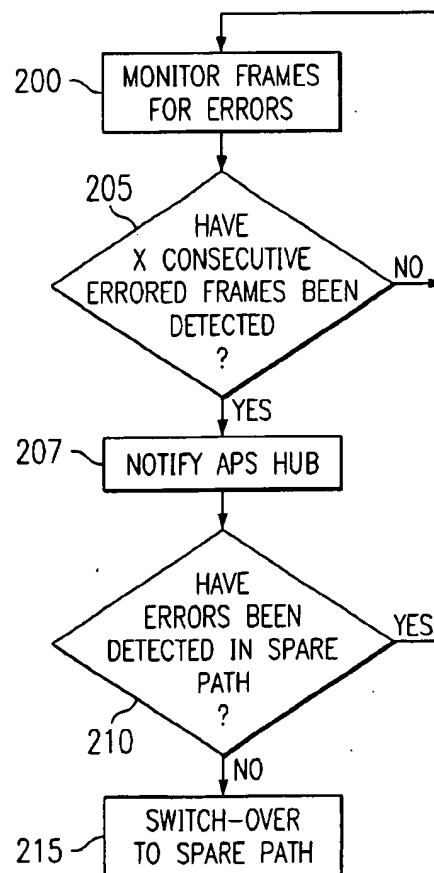 200
MONITOR FRAMES
FOR ERRORS
205
HAVE
X CONSECUTIVE
ERRORED FRAMES BEEN
DETECTED
?
NO
YES
207
NOTIFY APS HUB
HAVE
ERRORS BEEN
DETECTED IN SPARE
PATH
?
YES
210
NO
215
SWITCH-OVER
TO SPARE PATH